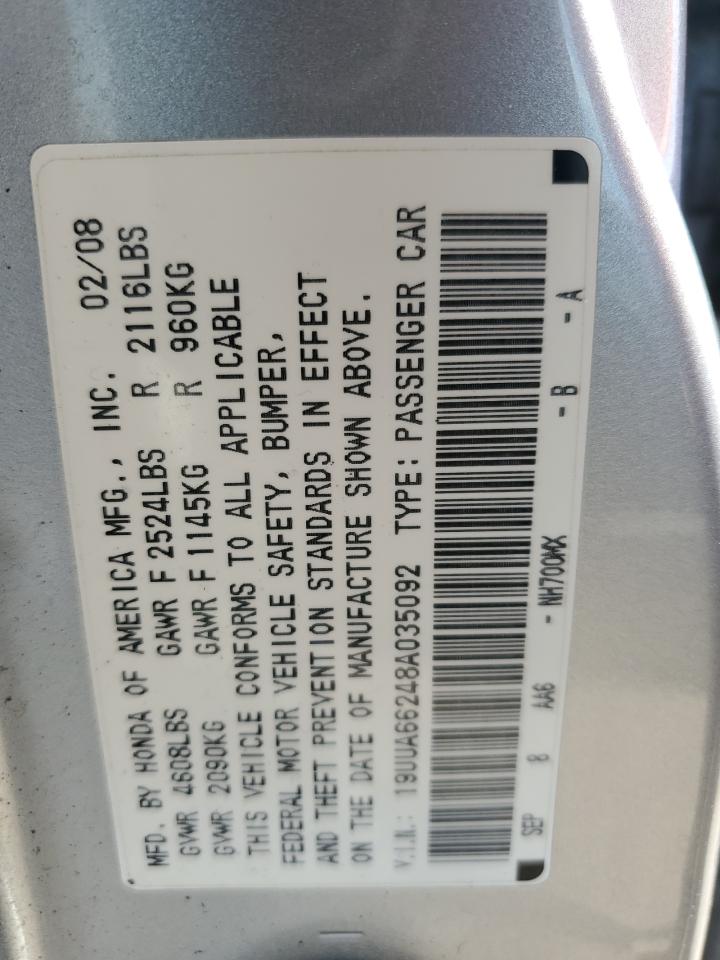 MFD. BY HONDA OF AMERICA MFG., INC. 02/08
GVWR 4608LBS GAWR F 2524LBS R 2116LBS
GVWR 2090KG GAWR F 1145KG R 960KG
THIS VEHICLE CONFORMS TO ALL APPLICABLE
FEDERAL MOTOR VEHICLE SAFETY, BUMPER,
AND THEFT PREVENTION STANDARDS IN EFFECT
ON THE DATE OF MANUFACTURE SHOWN ABOVE.
V.I.N.: 19UUA66248A035092 TYPE: PASSENGER CAR
SEP 8 AA6 - NH700MX - B - A